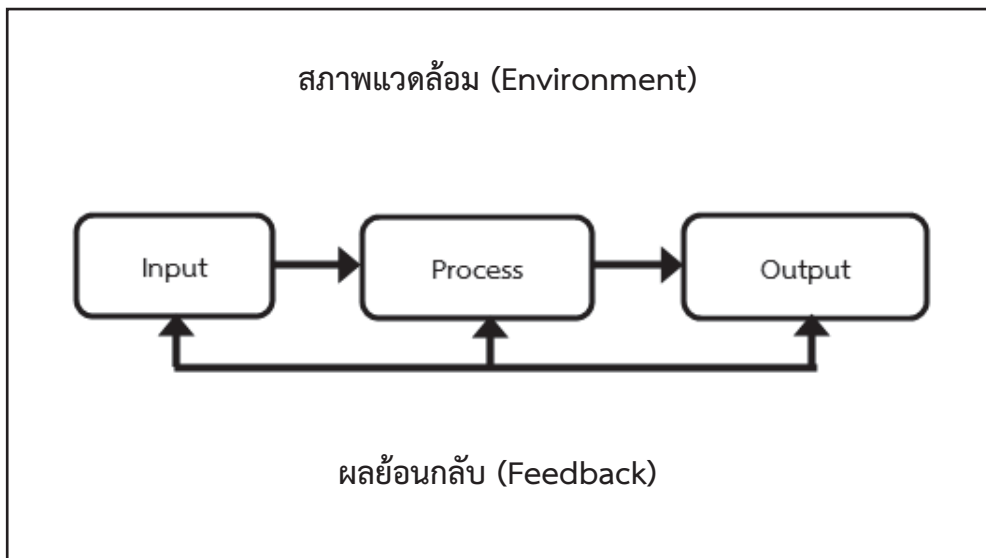 สภาพแวดล้อม (Environment)
Input
Process
Output
ผลย้อนกลับ (Feedback)